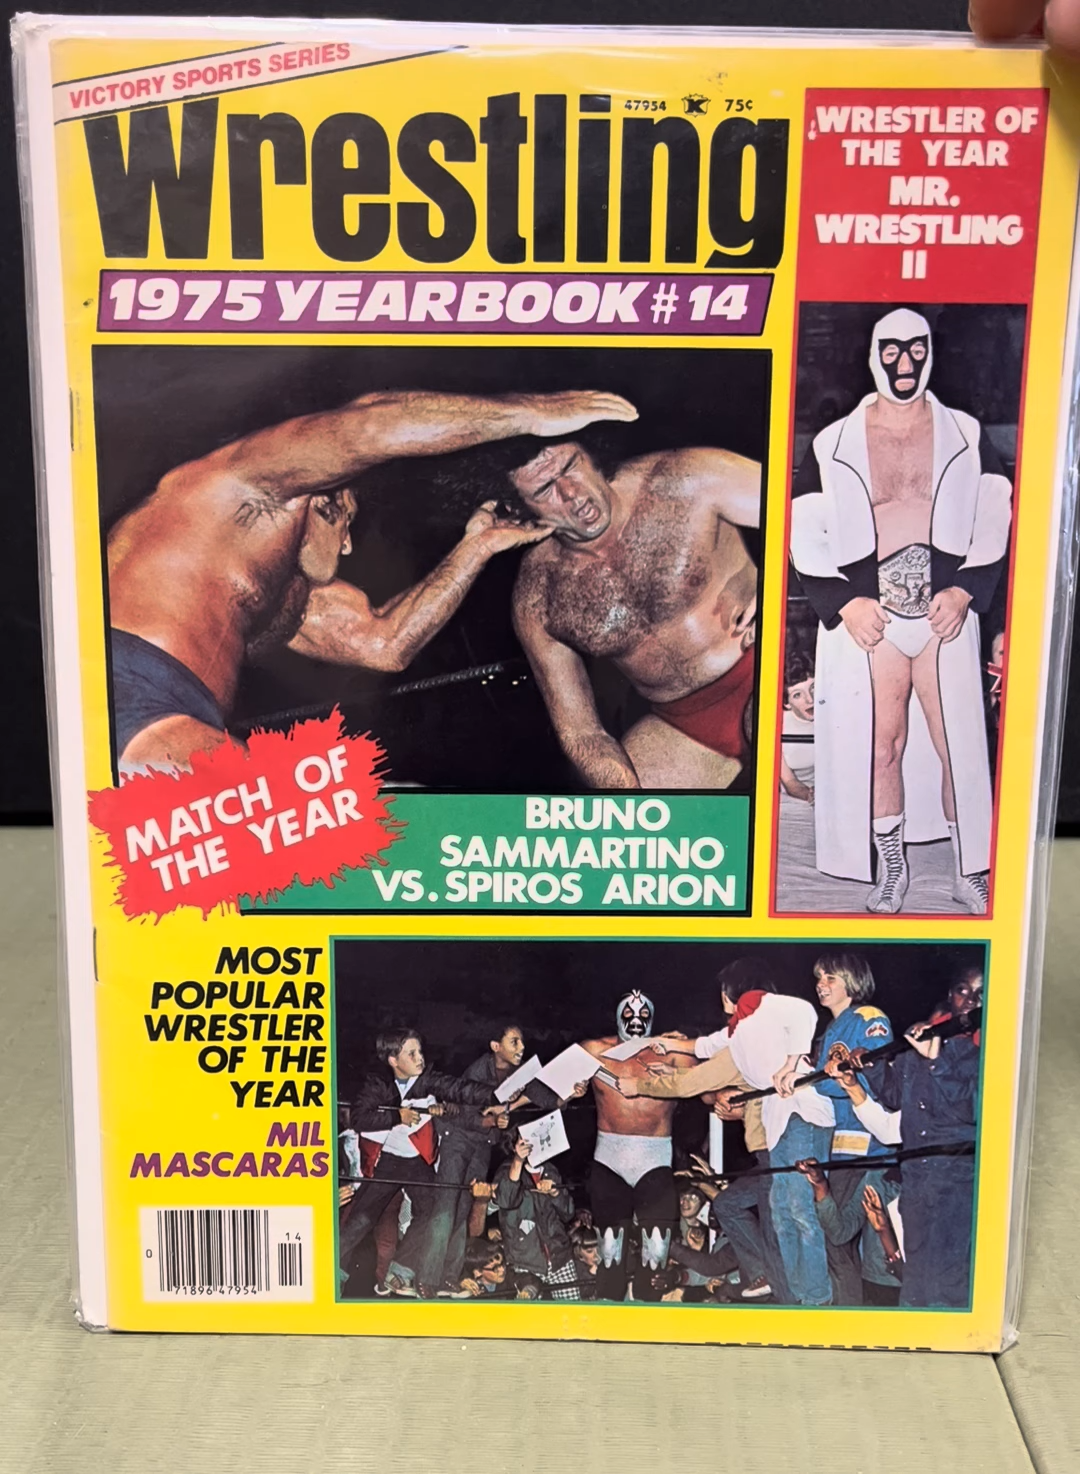 VICTORY SPORTS SERIES
Wrestling
47954 K 75¢
1975 YEARBOOK #14
WRESTLER OF
THE YEAR
MR.
WRESTLING
II
MATCH OF
THE YEAR
BRUNO
SAMMARTINO
VS. SPIROS ARION
MOST
POPULAR
WRESTLER
OF THE
YEAR
MIL
MASCARAS
14
0
71896 47954